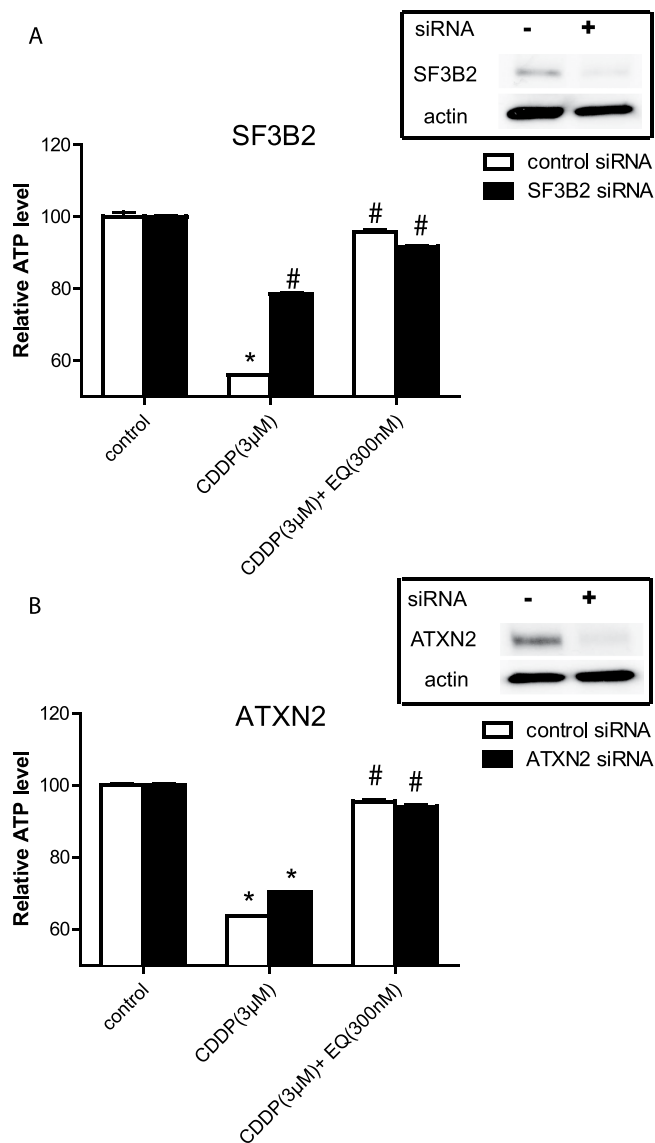 A
siRNA - +
SF3B2
actin
SF3B2
control siRNA
SF3B2 siRNA
Relative ATP level
120
100
80
60
*
#
#
#
control
CDDP(3μM)
CDDP(3μM)+ EQ(300nM)
B
siRNA - +
ATXN2
actin
ATXN2
control siRNA
ATXN2 siRNA
Relative ATP level
120
100
80
60
*
*
#
#
control
CDDP(3μM)
CDDP(3μM)+ EQ(300nM)